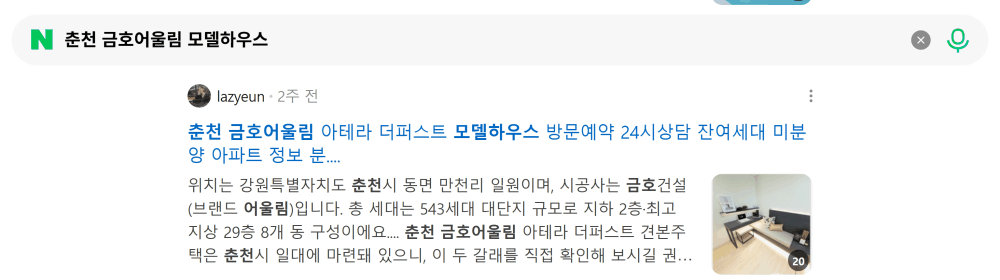 N 춘천 금호어울림 모델하우스
lazyeun · 2주 전
춘천 금호어울림 아테라 더퍼스트 모델하우스 방문예약 24시상담 잔여세대 미분
양 아파트 정보 분....
위치는 강원특별자치도 춘천시 동면 만천리 일원이며, 시공사는 금호건설
(브랜드 어울림)입니다. 총 세대는 543세대 대단지 규모로 지하 2층·최고
지상 29층 8개 동 구성이에요.... 춘천 금호어울림 아테라 더퍼스트 견본주
택은 춘천시 일대에 마련돼 있으니, 이 두 갈래를 직접 확인해 보시길 권...
20